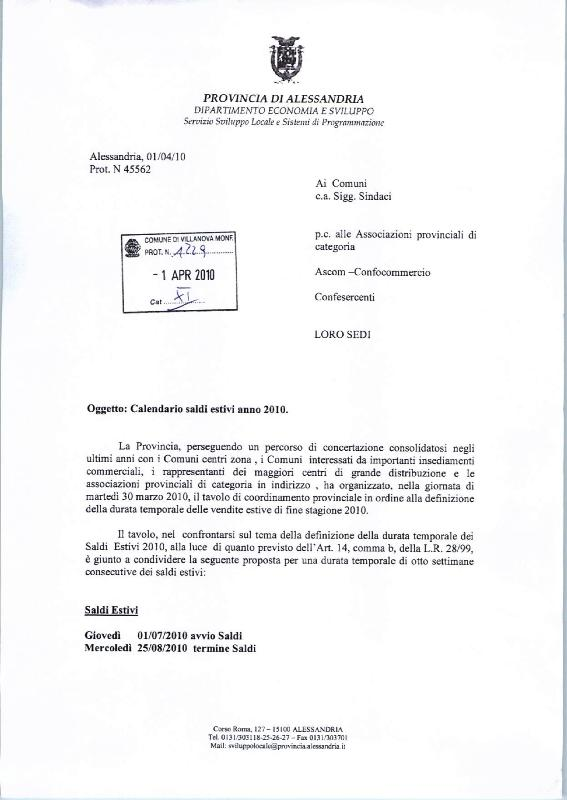 PROVINCIA DI ALESSANDRIA
DIPARTIMENTO ECONOMIA E SVILUPPO
Servizio Sviluppo Locale e Sistemi di Programmazione
Alessandria, 01/04/10
Prot. N 45562
Ai Comuni
c.a. Sigg. Sindaci
p.c. alle Associazioni provinciali di
categoria
Ascom –Confocommercio
Confesercenti
LORO SEDI
COMUNE DI VILLANOVA MONF.
PROT. N. 1229
- 1 APR 2010
Cat. XI
Oggetto: Calendario saldi estivi anno 2010.
La Provincia, perseguendo un percorso di concertazione consolidatosi negli
ultimi anni con i Comuni centri zona , i Comuni interessati da importanti insediamenti
commerciali, i rappresentanti dei maggiori centri di grande distribuzione e le
associazioni provinciali di categoria in indirizzo , ha organizzato, nella giornata di
martedì 30 marzo 2010, il tavolo di coordinamento provinciale in ordine alla definizione
della durata temporale delle vendite estive di fine stagione 2010.
Il tavolo, nel confrontarsi sul tema della definizione della durata temporale dei
Saldi Estivi 2010, alla luce di quanto previsto dell'Art. 14, comma b, della L.R. 28/99,
è giunto a condividere la seguente proposta per una durata temporale di otto settimane
consecutive dei saldi estivi:
Saldi Estivi
Giovedì 01/07/2010 avvio Saldi
Mercoledì 25/08/2010 termine Saldi
Corso Roma, 127 – 15100 ALESSANDRIA
Tel. 0131/303118-25-26-27 – Fax 0131/303701
Mail: sviluppolocale@provincia.alessandria.it